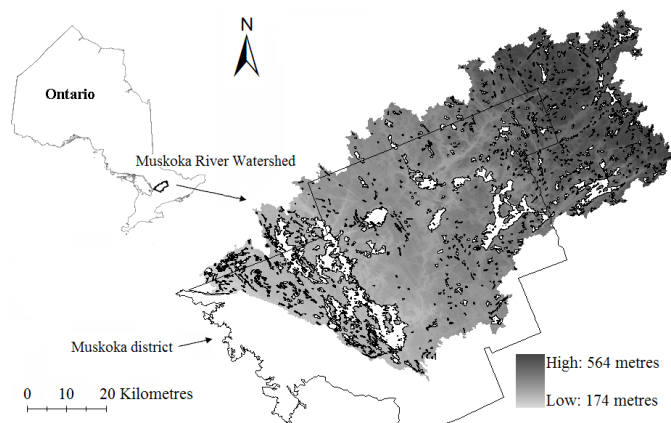 N
Ontario
Muskoka River Watershed
Muskoka district
High: 564 metres
Low: 174 metres
0 10 20 Kilometres